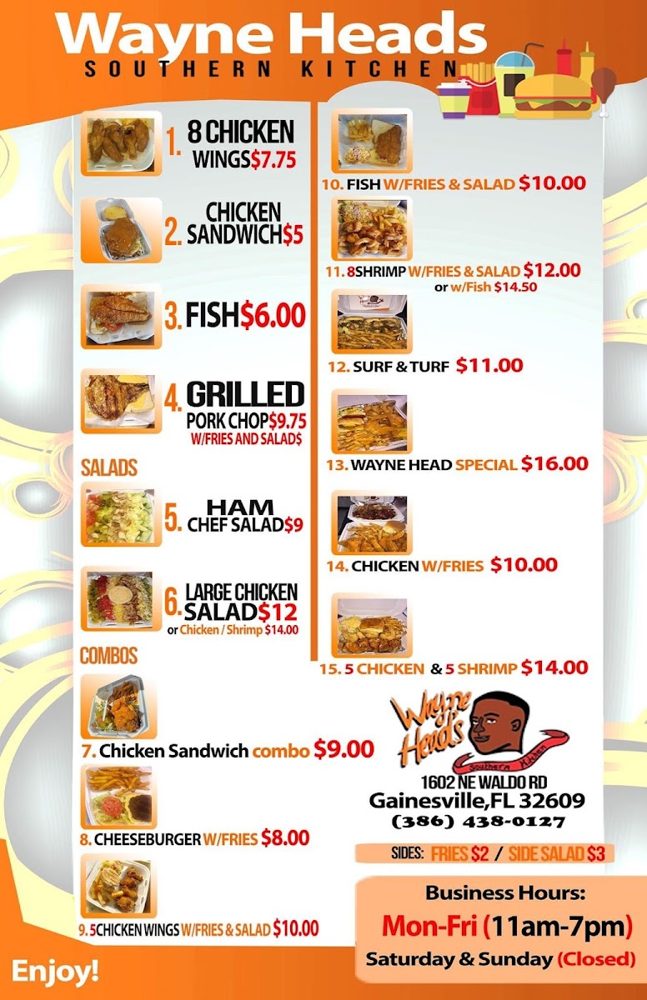 Wayne Heads
SOUTHERN KITCHEN
1. 8 CHICKEN
WINGS$7.75
2. CHICKEN
SANDWICH$5
3. FISH$6.00
4. GRILLED
PORK CHOP$9.75
W/FRIES AND SALAD$
SALADS
5. HAM
CHEF SALAD$9
6. LARGE CHICKEN
SALAD$12
or Chicken / Shrimp $14.00
COMBOS
7. Chicken Sandwich combo $9.00
8. CHEESEBURGER W/FRIES $8.00
9. 5CHICKEN WINGS W/FRIES & SALAD $10.00
10. FISH W/FRIES & SALAD $10.00
11. 8SHRIMP W/FRIES & SALAD $12.00
or w/Fish $14.50
12. SURF & TURF $11.00
13. WAYNE HEAD SPECIAL $16.00
14. CHICKEN W/FRIES $10.00
15. 5 CHICKEN & 5 SHRIMP $14.00
Wayne
Head's
Southern Kitchen
1602 NE WALDO RD
Gainesville,FL 32609
(386) 438-0127
SIDES: FRIES $2 / SIDE SALAD $3
Business Hours:
Mon-Fri (11am-7pm)
Saturday & Sunday (Closed)
Enjoy!